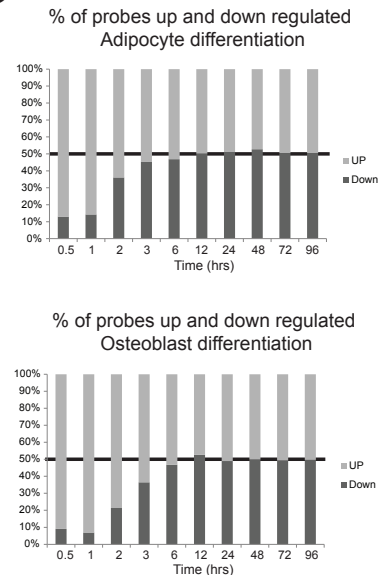 % of probes up and down regulated
Adipocyte differentiation
100%
90%
80%
70%
60%
50%
40%
30%
20%
10%
0%
UP
Down
0.5 1 2 3 6 12 24 48 72 96
Time (hrs)
% of probes up and down regulated
Osteoblast differentiation
100%
90%
80%
70%
60%
50%
40%
30%
20%
10%
0%
UP
Down
0.5 1 2 3 6 12 24 48 72 96
Time (hrs)